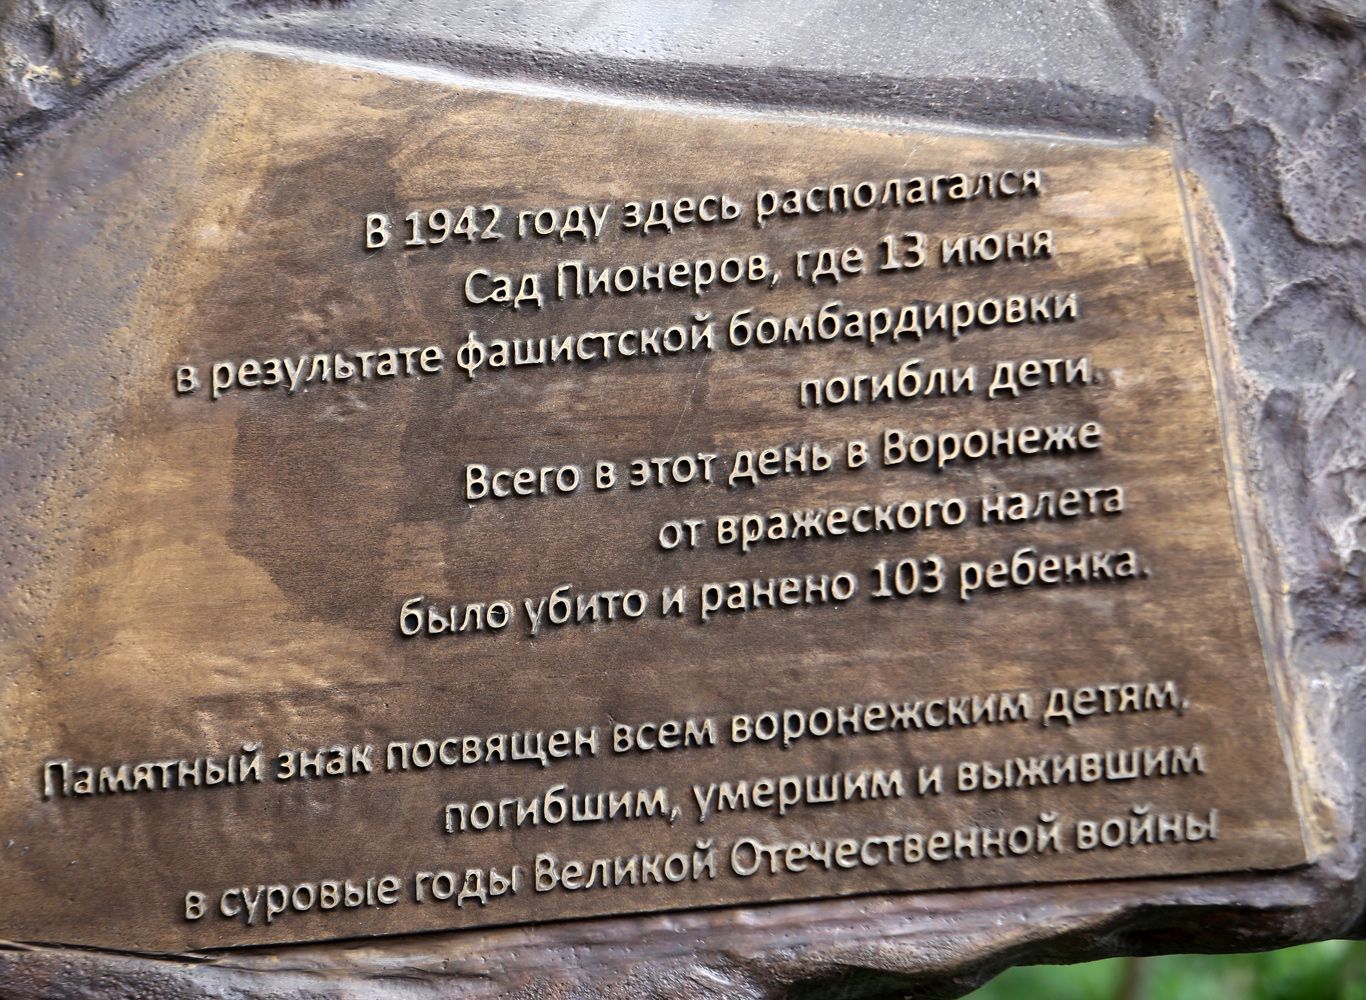 В 1942 году здесь располагался
Сад Пионеров, где 13 июня
в результате фашистской бомбардировки
погибли дети.
Всего в этот день в Воронеже
от вражеского налета
было убито и ранено 103 ребенка.
Памятный знак посвящен всем воронежским детям,
погибшим, умершим и выжившим
в суровые годы Великой Отечественной войны